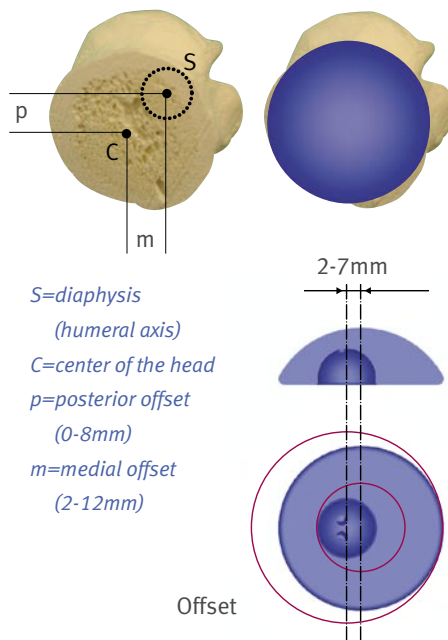 S
p
C
m
2-7mm
S=diaphysis
(humeral axis)
C=center of the head
p=posterior offset
(0-8mm)
m=medial offset
(2-12mm)
Offset